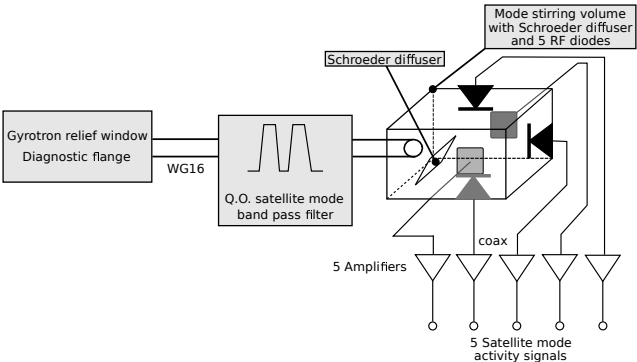 Mode stirring volume
with Schroeder diffuser
and 5 RF diodes
Schroeder diffuser
Gyrotron relief window
Diagnostic flange
WG16
Q.O. satellite mode
band pass filter
coax
5 Amplifiers
5 Satellite mode
activity signals